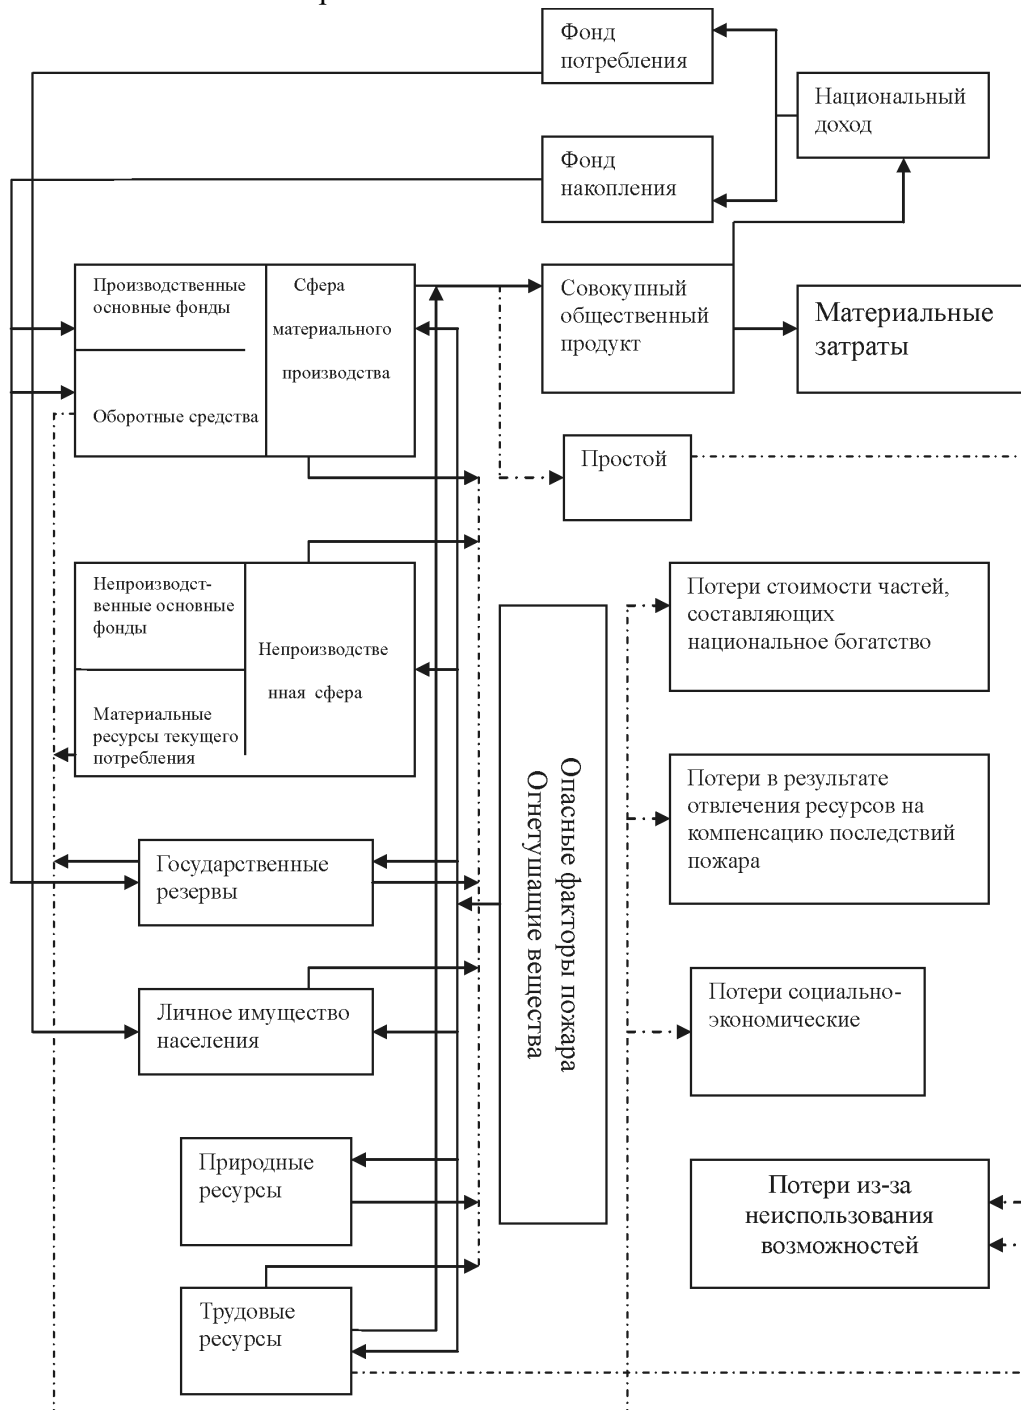 Фонд
потребления
Национальный
доход
Фонд
накопления
Производственные
основные фонды
Сфера
материального
производства
Оборотные средства
Совокупный
общественный
продукт
Материальные
затраты
Простой
Непроизводст-
венные основные
фонды
Непроизводстве
нная сфера
Материальные
ресурсы текущего
потребления
Потери стоимости частей,
составляющих
национальное богатство
Опасные факторы пожара
Огнетушащие вещества
Потери в результате
отвлечения ресурсов на
компенсацию последствий
пожара
Государственные
резервы
Потери социально-
экономические
Личное имущество
населения
Природные
ресурсы
Потери из-за
неиспользования
возможностей
Трудовые
ресурсы